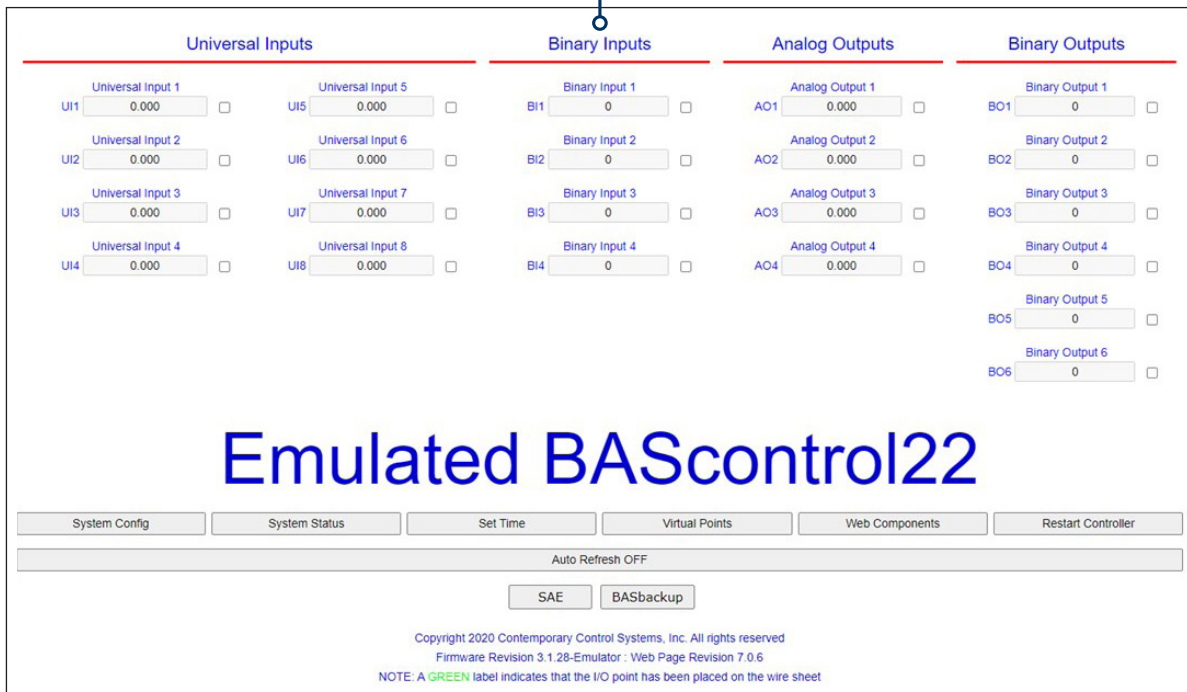 Universal Inputs Binary Inputs Analog Outputs Binary Outputs
Universal Input 1 Universal Input 5 Binary Input 1 Analog Output 1 Binary Output 1
UI1 0.000 UI5 0.000 BI1 0 AO1 0.000 BO1 0
Universal Input 2 Universal Input 6 Binary Input 2 Analog Output 2 Binary Output 2
UI2 0.000 UI6 0.000 BI2 0 AO2 0.000 BO2 0
Universal Input 3 Universal Input 7 Binary Input 3 Analog Output 3 Binary Output 3
UI3 0.000 UI7 0.000 BI3 0 AO3 0.000 BO3 0
Universal Input 4 Universal Input 8 Binary Input 4 Analog Output 4 Binary Output 4
UI4 0.000 UI8 0.000 BI4 0 AO4 0.000 BO4 0
Binary Output 5
BO5 0
Binary Output 6
BO6 0
Emulated BAScontrol22
System Config System Status Set Time Virtual Points Web Components Restart Controller
Auto Refresh OFF
SAE BASbackup
Copyright 2020 Contemporary Control Systems, Inc. All rights reserved
Firmware Revision 3.1.28-Emulator : Web Page Revision 7.0.6
NOTE: A GREEN label indicates that the I/O point has been placed on the wire sheet